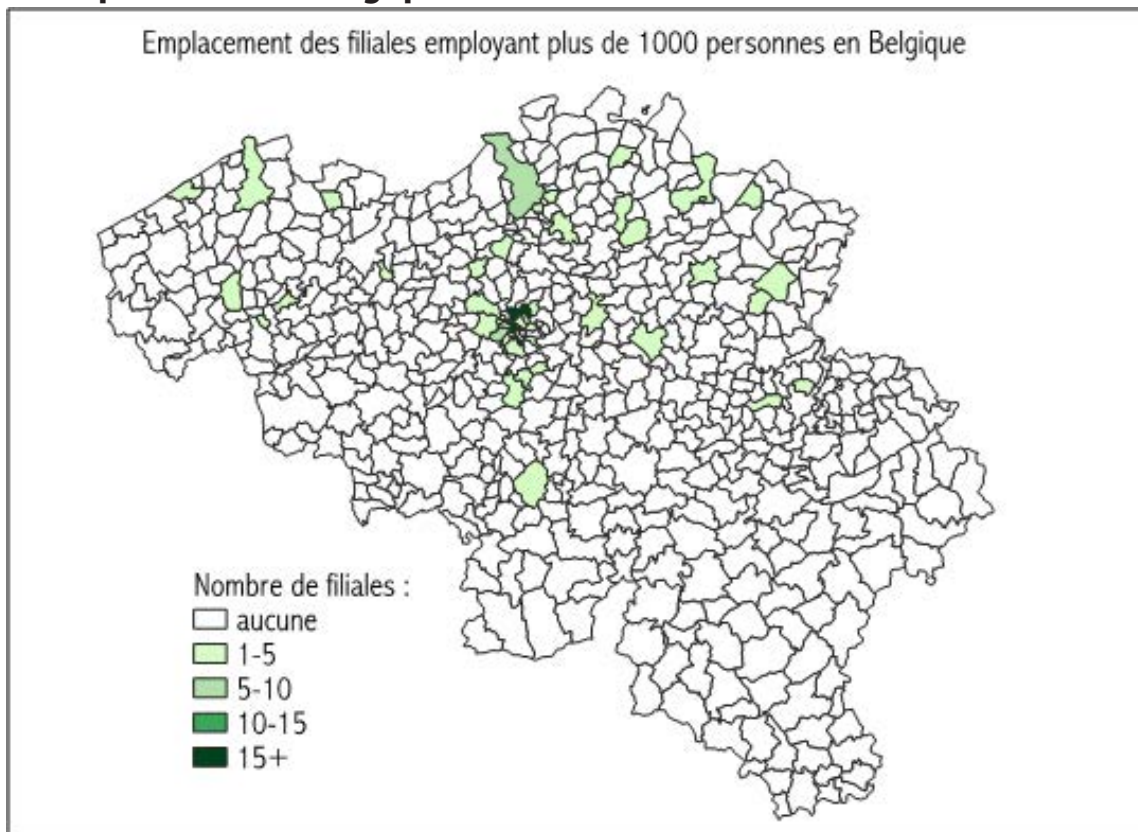 Emplacement des filiales employant plus de 1000 personnes en Belgique
Nombre de filiales :
aucune
1-5
5-10
10-15
15+